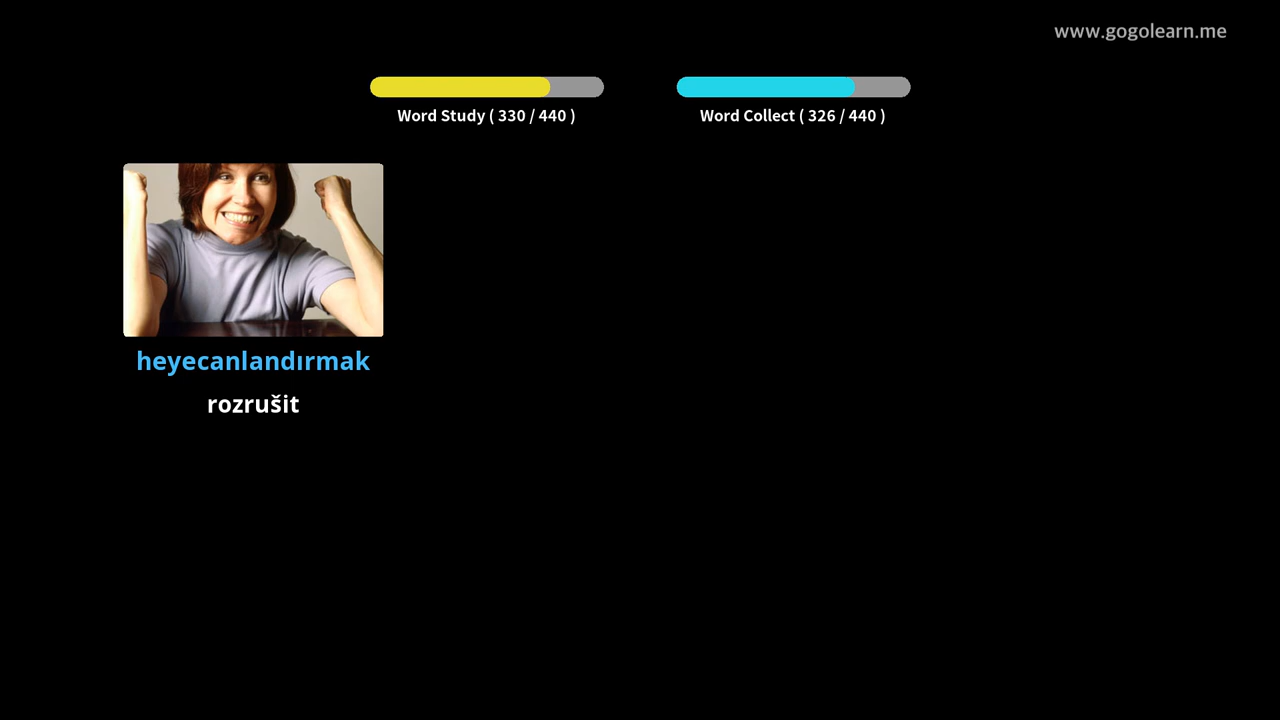 www.gogolearn.me
Word Study ( 330 / 440 )
Word Collect ( 326 / 440 )
heyecanlandırmak
rozrušit